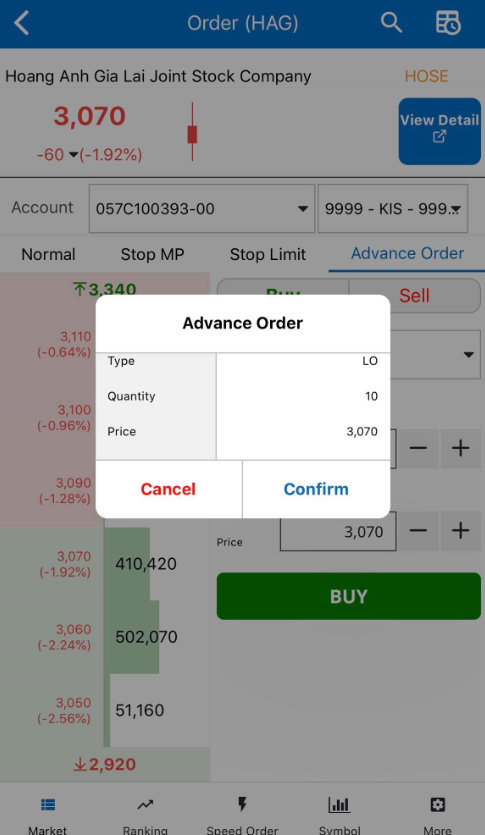 Order (HAG)
Hoang Anh Gia Lai Joint Stock Company HOSE
3,070
-60 (-1.92%)
View Detail
Account 057C100393-00 9999 - KIS - 999...
Normal Stop MP Stop Limit Advance Order
3,340
Buy Sell
Advance Order
3,110
(-0.64%)
Type LO
Quantity 10
Price 3,070
3,100
(-0.96%)
Cancel Confirm
3,090
(-1.28%)
Price 3,070
3,070
(-1.92%)
410,420
BUY
3,060
(-2.24%)
502,070
3,050
(-2.56%)
51,160
2,920
Market Ranking Speed Order Symbol More